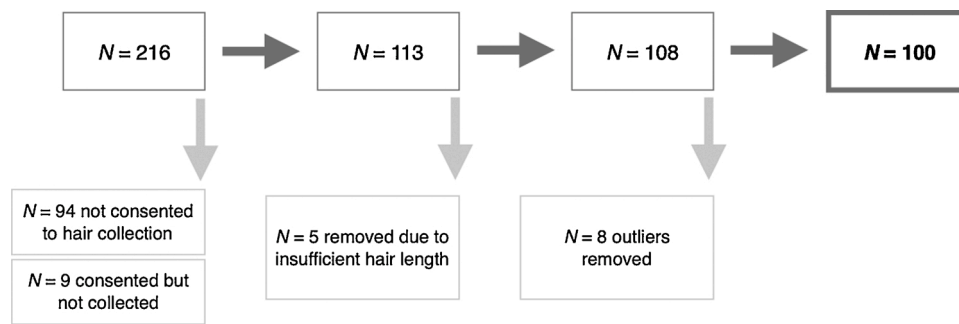 N = 216
N = 113
N = 108
N = 100
N = 94 not consented
to hair collection
N = 9 consented but
not collected
N = 5 removed due to
insufficient hair length
N = 8 outliers
removed